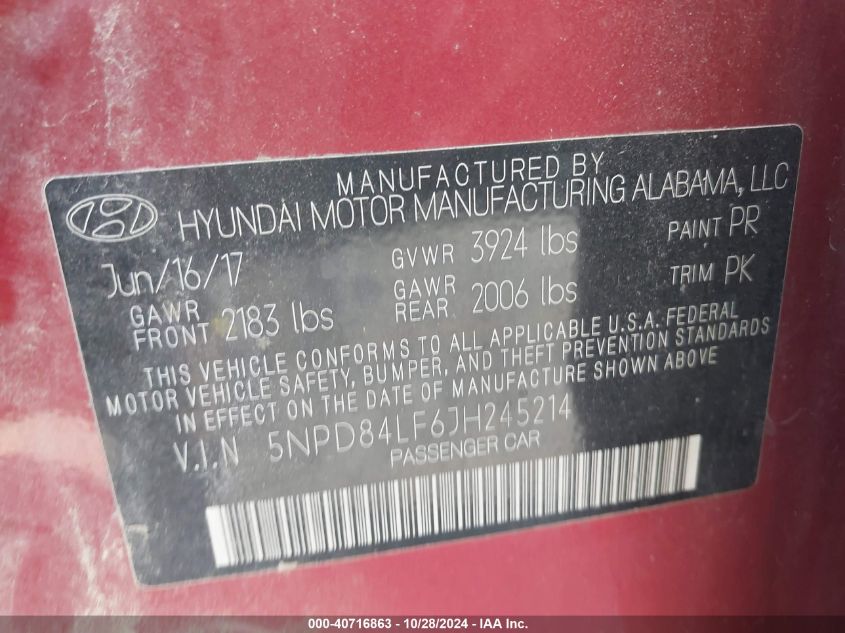 MANUFACTURED BY
HYUNDAI MOTOR MANUFACTURING ALABAMA, LLC
Jun/16/17 GVWR 3924 lbs PAINT PR
GAWR FRONT 2183 lbs GAWR REAR 2006 lbs TRIM PK
THIS VEHICLE CONFORMS TO ALL APPLICABLE U.S.A. FEDERAL
MOTOR VEHICLE SAFETY, BUMPER, AND THEFT PREVENTION STANDARDS
IN EFFECT ON THE DATE OF MANUFACTURE SHOWN ABOVE
V.I.N 5NPD84LF6JH245214
PASSENGER CAR
000-40716863 - 10/28/2024 - IAA Inc.